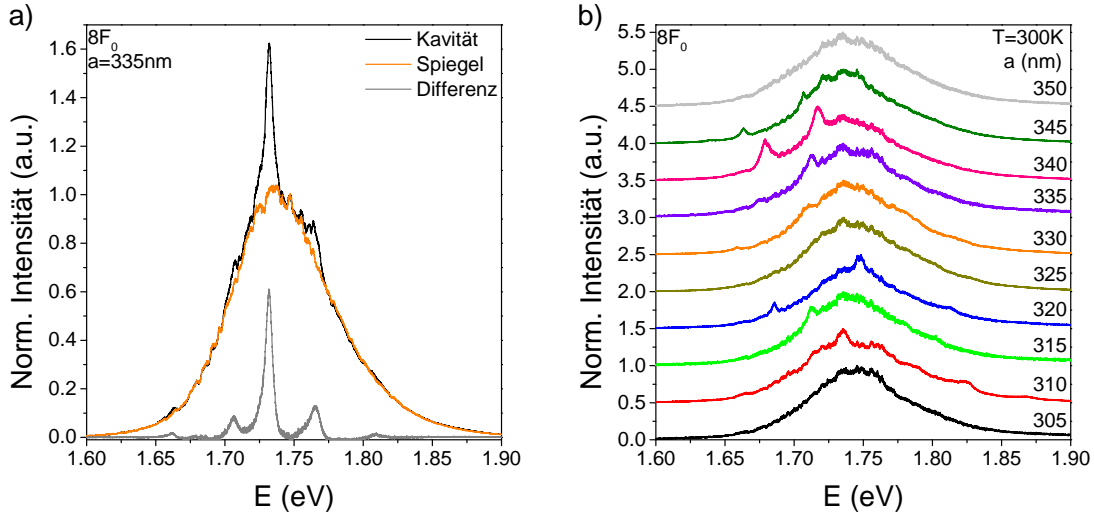 a)
8F₀
a=335nm
Kavität
Spiegel
Differenz
Norm. Intensität (a.u.)
1.6
1.4
1.2
1.0
0.8
0.6
0.4
0.2
0.0
1.60 1.65 1.70 1.75 1.80 1.85 1.90
E (eV)
b)
8F₀
T=300K
a (nm)
350
345
340
335
330
325
320
315
310
305
Norm. Intensität (a.u.)
5.5
5.0
4.5
4.0
3.5
3.0
2.5
2.0
1.5
1.0
0.5
0.0
1.60 1.65 1.70 1.75 1.80 1.85 1.90
E (eV)